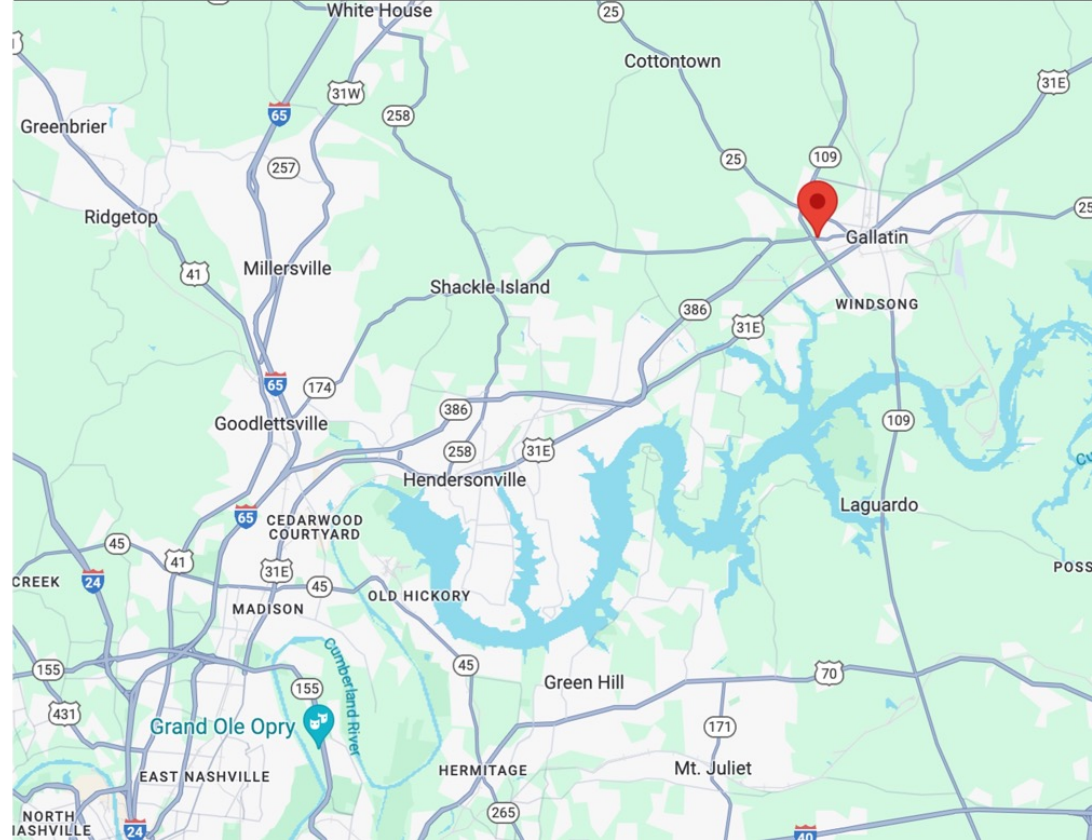 White House
25
Cottontown
31E
31W
65
258
Greenbrier
257
25
109
25
Ridgetop
Gallatin
41
Millersville
Shackle Island
WINDSONG
386
31E
65
174
386
Goodlettsville
109
258
31E
Hendersonville
Laguardo
65
CEDARWOOD
COURTYARD
45
41
31E
45
CREEK
24
OLD HICKORY
POSS
MADISON
155
45
Cumberland River
70
Green Hill
155
431
Grand Ole Opry
171
HERMITAGE
Mt. Juliet
EAST NASHVILLE
265
NORTH
NASHVILLE
24
40